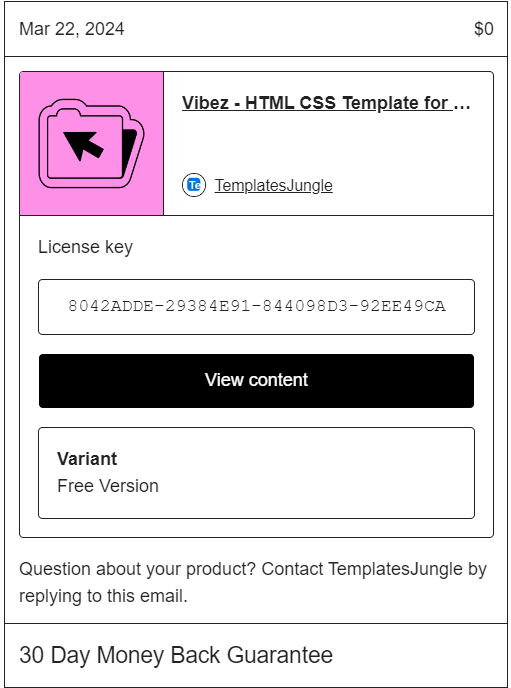 Mar 22, 2024 $0
Vibez - HTML CSS Template for ...
TemplatesJungle
License key
8042ADDE-29384E91-844098D3-92EE49CA
View content
Variant
Free Version
Question about your product? Contact TemplatesJungle by
replying to this email.
30 Day Money Back Guarantee